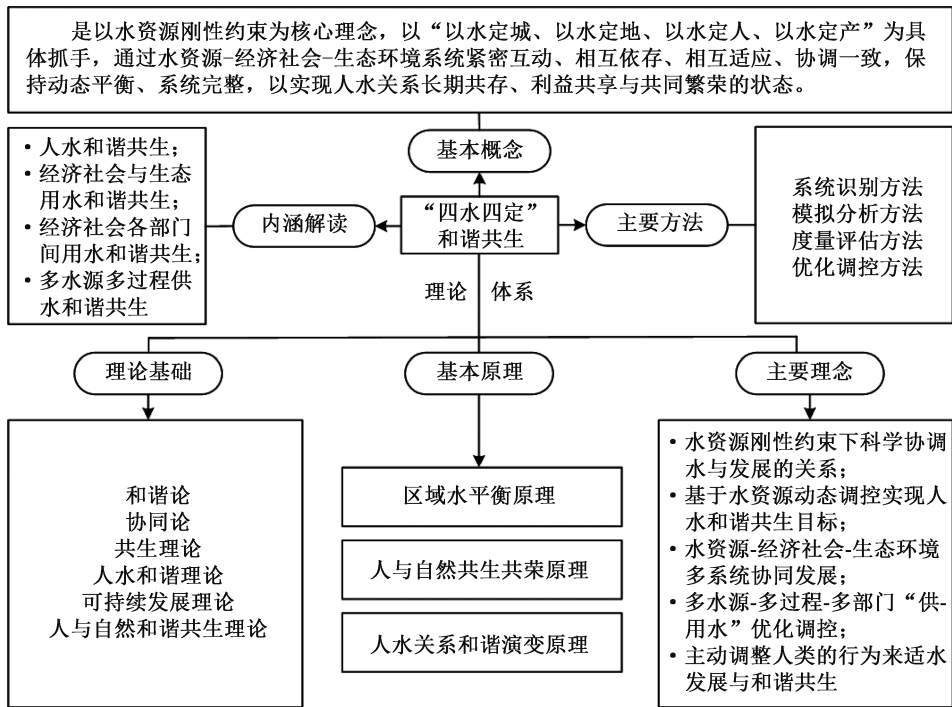 是以水资源刚性约束为核心理念，以“以水定城、以水定地、以水定人、以水定产”为具
体抓手，通过水资源-经济社会-生态环境系统紧密互动、相互依存、相互适应、协调一致，保
持动态平衡、系统完整，以实现人水关系长期共存、利益共享与共同繁荣的状态。
基本概念
·人水和谐共生；
·经济社会与生态
用水和谐共生；
·经济社会各部门
间用水和谐共生；
·多水源多过程供
水和谐共生
内涵解读
“四水四定”
和谐共生
主要方法
系统识别方法
模拟分析方法
度量评估方法
优化调控方法
理论 体系
理论基础
基本原理
主要理念
和谐论
协同论
共生理论
人水和谐理论
可持续发展理论
人与自然和谐共生理论
区域水平衡原理
人与自然共生共荣原理
人水关系和谐演变原理
·水资源刚性约束下科学协调
水与发展的关系；
·基于水资源动态调控实现人
水和谐共生目标；
·水资源-经济社会-生态环境
多系统协同发展；
·多水源-多过程-多部门“供-
用水”优化调控；
·主动调整人类的行为来适水
发展与和谐共生